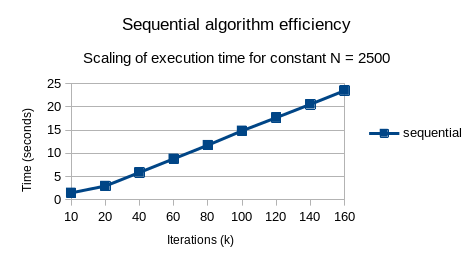 Sequential algorithm efficiency
Scaling of execution time for constant N = 2500
25
20
15
10
5
0
Time (seconds)
10 20 40 60 80 100 120 140 160
Iterations (k)
sequential